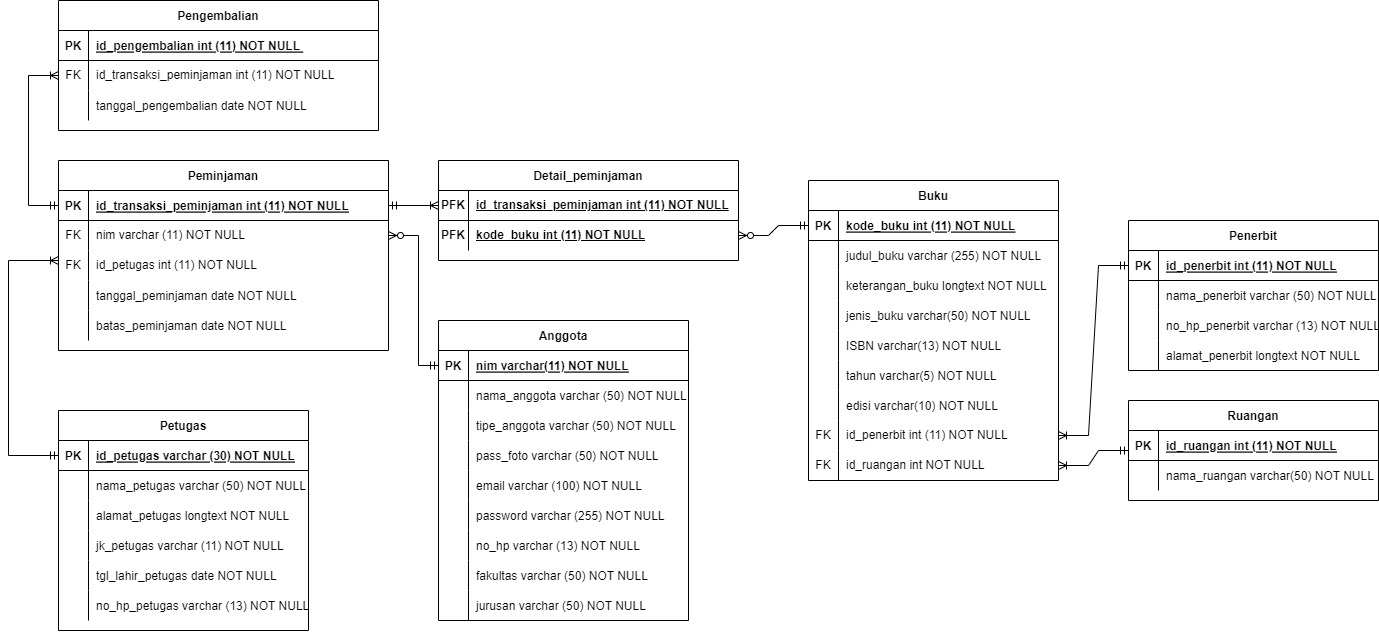 Pengembalian
PK id_pengembalian int (11) NOT NULL
FK id_transaksi_peminjaman int (11) NOT NULL
tanggal_pengembalian date NOT NULL
Peminjaman
PK id_transaksi_peminjaman int (11) NOT NULL
FK nim varchar (11) NOT NULL
FK id_petugas int (11) NOT NULL
tanggal_peminjaman date NOT NULL
batas_peminjaman date NOT NULL
Detail_peminjaman
PFK id_transaksi_peminjaman int (11) NOT NULL
PFK kode_buku int (11) NOT NULL
Buku
PK kode_buku int (11) NOT NULL
judul_buku varchar (255) NOT NULL
keterangan_buku longtext NOT NULL
jenis_buku varchar(50) NOT NULL
ISBN varchar(13) NOT NULL
tahun varchar(5) NOT NULL
edisi varchar(10) NOT NULL
FK id_penerbit int (11) NOT NULL
FK id_ruangan int NOT NULL
Penerbit
PK id_penerbit int (11) NOT NULL
nama_penerbit varchar (50) NOT NULL
no_hp_penerbit varchar (13) NOT NULL
alamat_penerbit longtext NOT NULL
Ruangan
PK id_ruangan int (11) NOT NULL
nama_ruangan varchar(50) NOT NULL
Anggota
PK nim varchar(11) NOT NULL
nama_anggota varchar (50) NOT NULL
tipe_anggota varchar (50) NOT NULL
pass_foto varchar (50) NOT NULL
email varchar (100) NOT NULL
password varchar (255) NOT NULL
no_hp varchar (13) NOT NULL
fakultas varchar (50) NOT NULL
jurusan varchar (50) NOT NULL
Petugas
PK id_petugas varchar (30) NOT NULL
nama_petugas varchar (50) NOT NULL
alamat_petugas longtext NOT NULL
jk_petugas varchar (11) NOT NULL
tgl_lahir_petugas date NOT NULL
no_hp_petugas varchar (13) NOT NULL